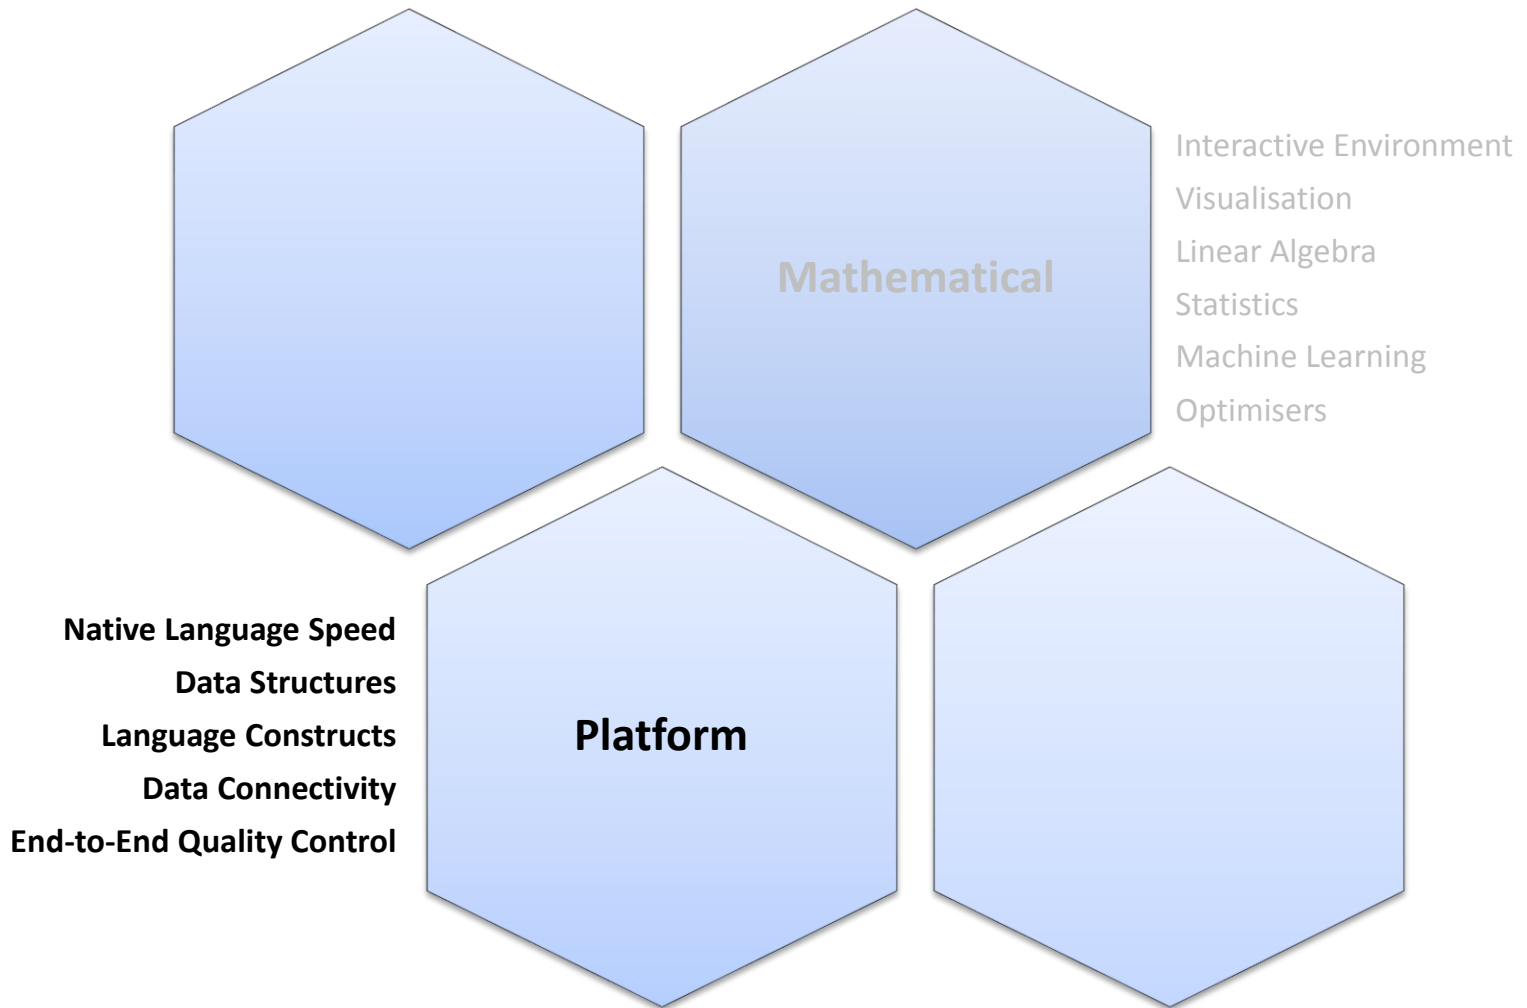 Mathematical
Interactive Environment
Visualisation
Linear Algebra
Statistics
Machine Learning
Optimisers
Native Language Speed
Data Structures
Language Constructs
Data Connectivity
End-to-End Quality Control
Platform